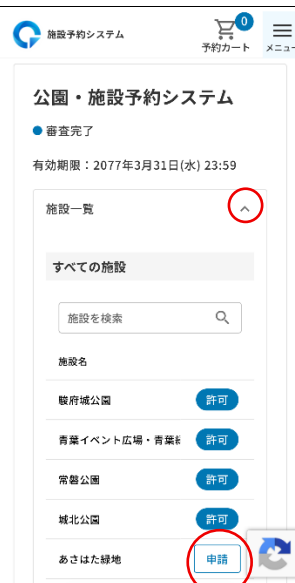 施設予約システム
0
予約カート
メニュー
公園・施設予約システム
審査完了
有効期限：2077年3月31日(水) 23:59
施設一覧
すべての施設
施設を検索
施設名
駿府城公園 許可
青葉イベント広場・青葉 許可
常磐公園 許可
城北公園 許可
あさはた緑地 申請